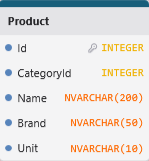 Product
Id INTEGER
CategoryId INTEGER
Name NVARCHAR(200)
Brand NVARCHAR(50)
Unit NVARCHAR(10)